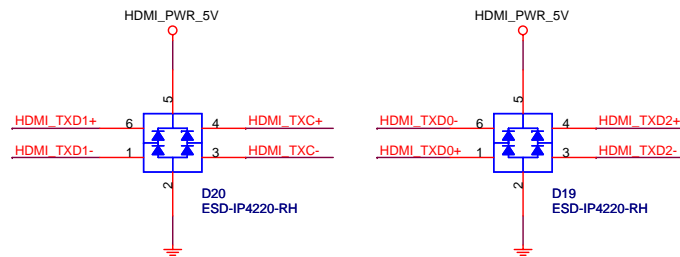 HDMI_PWR_5V
HDMI_PWR_5V
5
5
HDMI_TXD1+ 6 4 HDMI_TXC+
HDMI_TXD0- 6 4 HDMI_TXD2+
HDMI_TXD1- 1 3 HDMI_TXC-
HDMI_TXD0+ 1 3 HDMI_TXD2-
2
2
D20
ESD-IP4220-RH
D19
ESD-IP4220-RH